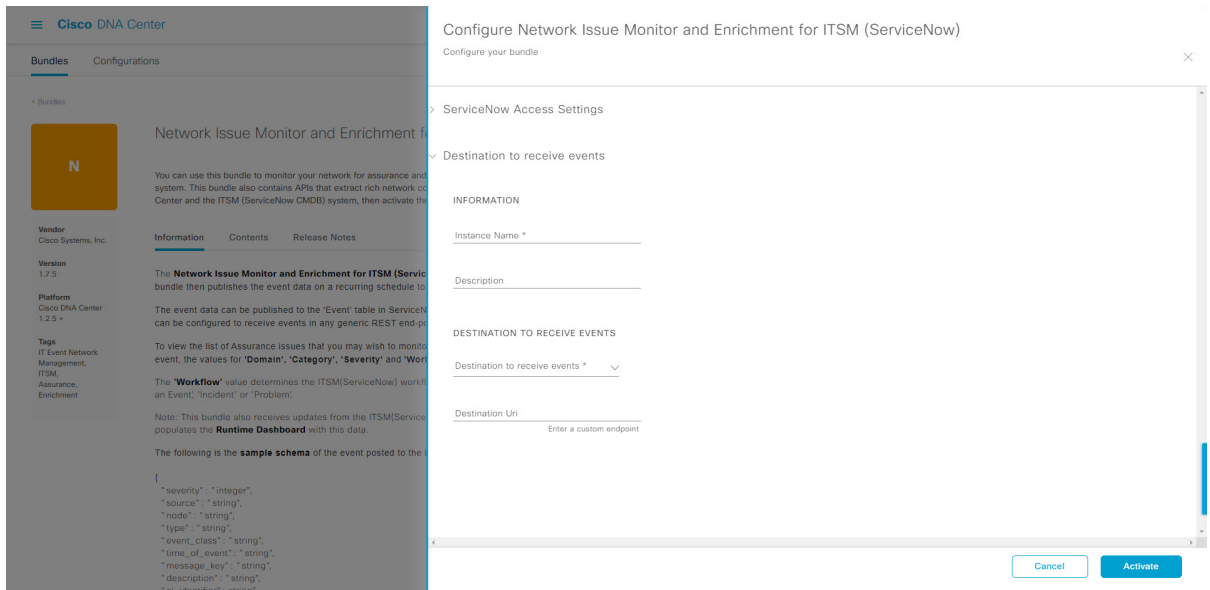 Cisco DNA Center
Bundles Configurations
< Bundles
N
Vendor
Cisco Systems, Inc.
Version
1.7.5
Platform
Cisco DNA Center
1.2.5 +
Tags
IT Event Network
Management,
ITSM,
Assurance,
Enrichment
Network Issue Monitor and Enrichment f
You can use this bundle to monitor your network for assurance and
system. This bundle also contains APIs that extract rich network co
Center and the ITSM (ServiceNow CMDB) system, then activate the
Information Contents Release Notes
The Network Issue Monitor and Enrichment for ITSM (Servic
bundle then publishes the event data on a recurring schedule to
The event data can be published to the 'Event' table in ServiceN
can be configured to receive events in any generic REST end-po
To view the list of Assurance issues that you may wish to monito
event, the values for 'Domain', 'Category', 'Severity' and 'Wor
The 'Workflow' value determines the ITSM(ServiceNow) workfl
an Event', 'Incident' or 'Problem'.
Note: This bundle also receives updates from the ITSM(Service
populates the Runtime Dashboard with this data.
The following is the sample schema of the event posted to the
{
"severity" : "integer",
"source" : "string",
"node" : "string",
"type" : "string",
"event_class" : "string",
"time_of_event" : "string",
"message_key" : "string",
"description" : "string",
Configure Network Issue Monitor and Enrichment for ITSM (ServiceNow)
Configure your bundle
ServiceNow Access Settings
Destination to receive events
INFORMATION
Instance Name *
Description
DESTINATION TO RECEIVE EVENTS
Destination to receive events *
Destination Uri
Enter a custom endpoint
Cancel Activate